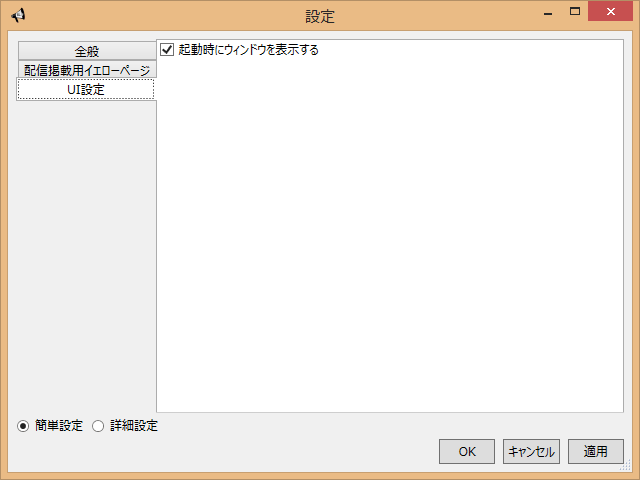 設定
全般
配信掲載用イエローページ
UI設定
起動時にウィンドウを表示する
簡単設定 詳細設定
OK キャンセル 適用